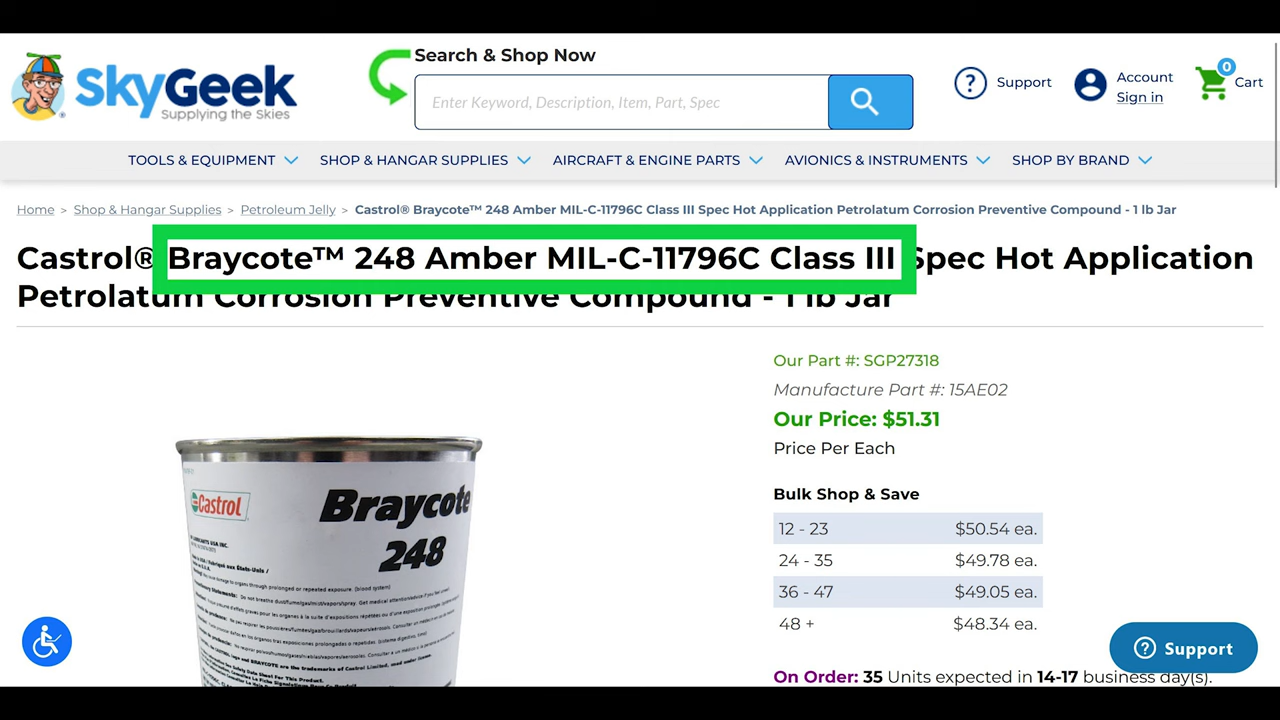 Search & Shop Now
SkyGeek
Supplying the Skies
Enter Keyword, Description, Item, Part, Spec
Support
Account
Sign in
0
Cart
TOOLS & EQUIPMENT
SHOP & HANGAR SUPPLIES
AIRCRAFT & ENGINE PARTS
AVIONICS & INSTRUMENTS
SHOP BY BRAND
Home > Shop & Hangar Supplies > Petroleum Jelly > Castrol® Braycote™ 248 Amber MIL-C-11796C Class III Spec Hot Application Petrolatum Corrosion Preventive Compound - 1 lb Jar
Castrol® Braycote™ 248 Amber MIL-C-11796C Class III Spec Hot Application
Petrolatum Corrosion Preventive Compound - 1 lb Jar
Our Part #: SGP27318
Manufacture Part #: 15AE02
Our Price: $51.31
Price Per Each
Bulk Shop & Save
12 - 23 $50.54 ea.
24 - 35 $49.78 ea.
36 - 47 $49.05 ea.
48 + $48.34 ea.
On Order: 35 Units expected in 14-17 business day(s).
Castrol
Braycote
248
Support